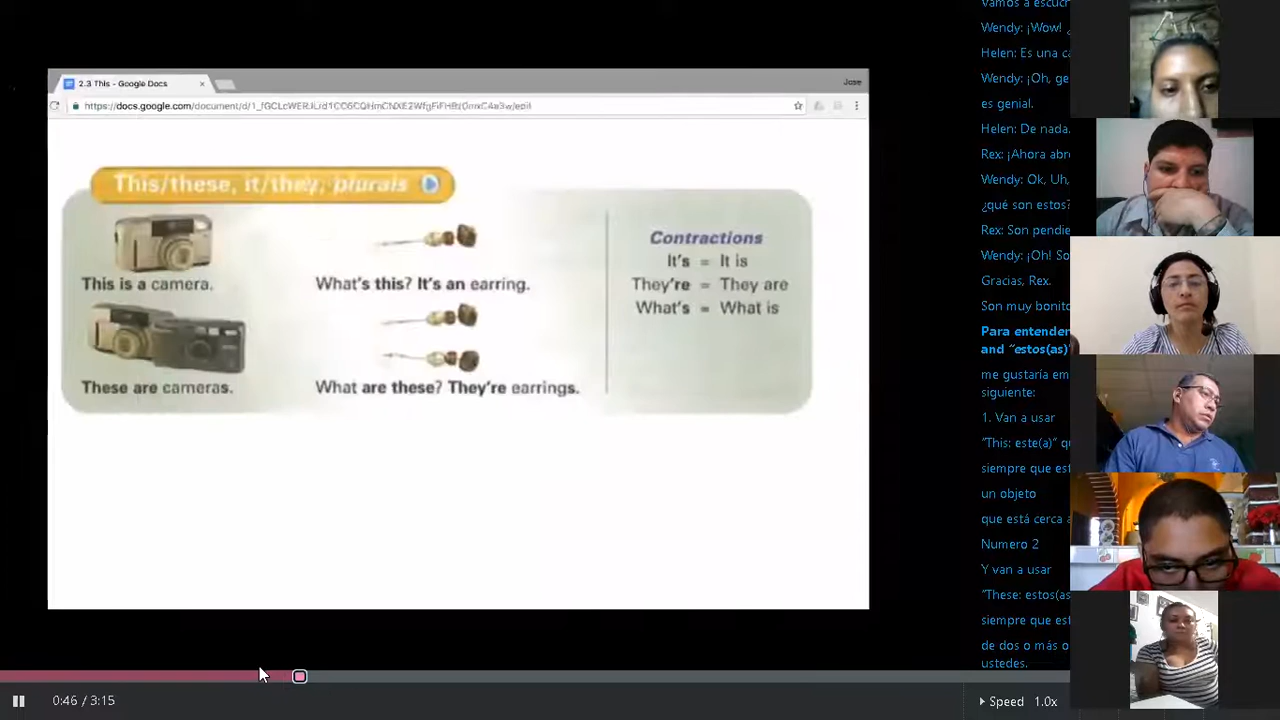 2.3 This - Google Docs
Jose
This/these, it/they, plurals
This is a camera.
What's this? It's an earring.
These are cameras.
What are these? They're earrings.
Contractions
It's = It is
They're = They are
What's = What is
Vamos a
Wendy: ¡Wow!
Helen: Es una
Wendy: ¡Oh,
es genial.
Helen: De nada.
Rex: ¡Ahora
Wendy: Ok, Uh,
¿qué son estos?
Rex: Son
Wendy: ¡Oh!
Gracias, Rex.
Son muy
Para entender
and "estos(as)"
me gustaría
siguiente:
1. Van a usar
"This: este(a)"
siempre que
un objeto
que está cerca
Numero 2
Y van a usar
"These: estos(as
siempre que
de dos o más
ustedes.
0:46 / 3:15
Speed 1.0x